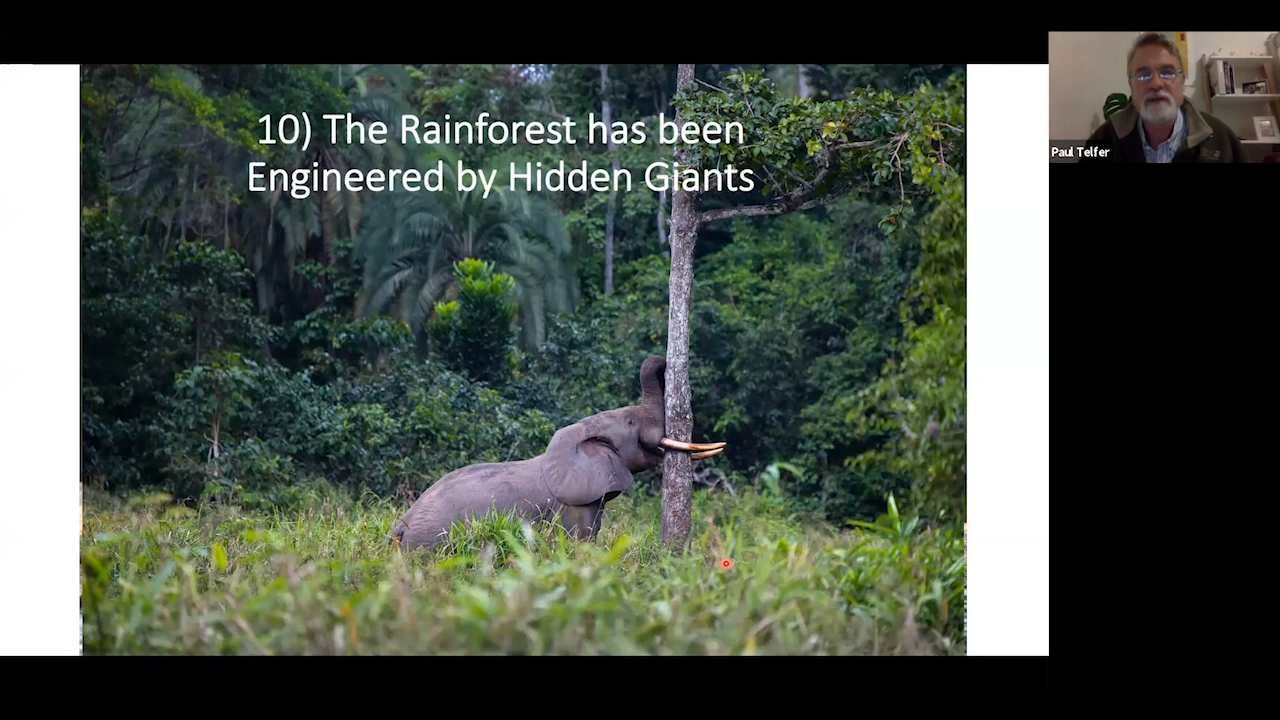 10) The Rainforest has been
Engineered by Hidden Giants
Paul Telfer